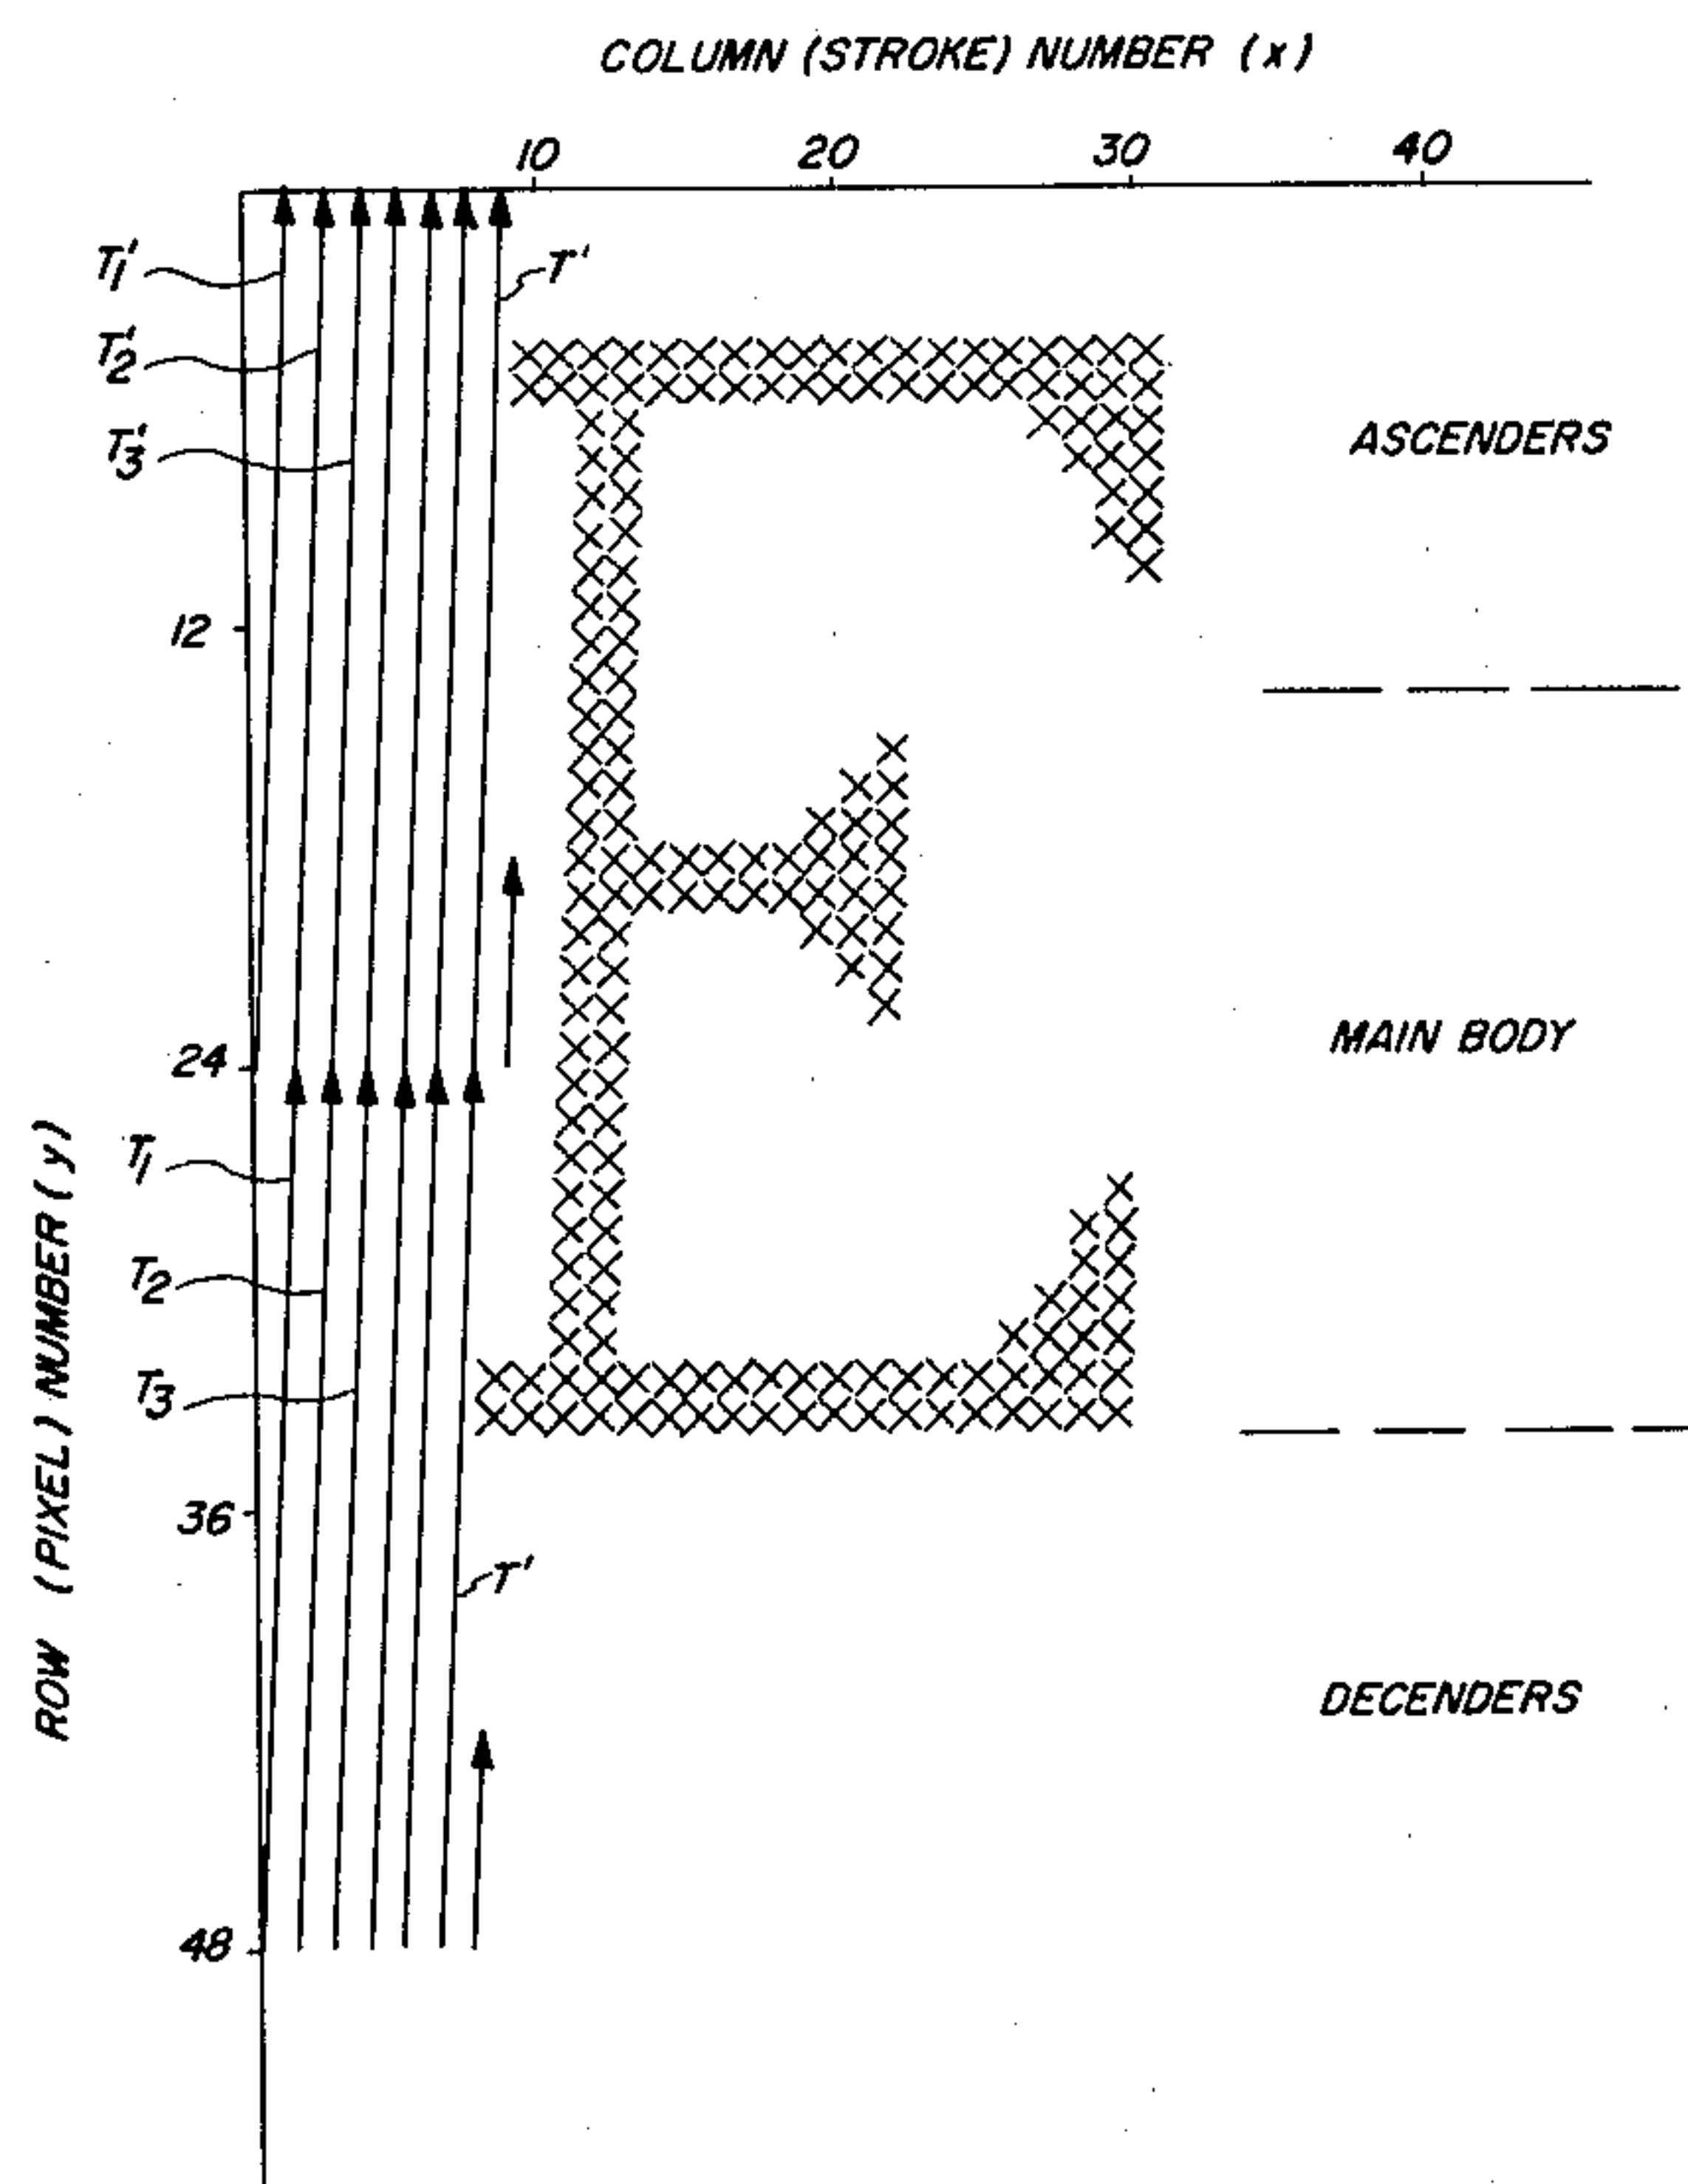 COLUMN (STROKE) NUMBER (x)
10 20 30 40
T1'
T'
T2'
T3'
ASCENDERS
12
24
MAIN BODY
T1
ROW (PIXEL) NUMBER (y)
T2
T3
36
T'
DECENDERS
48